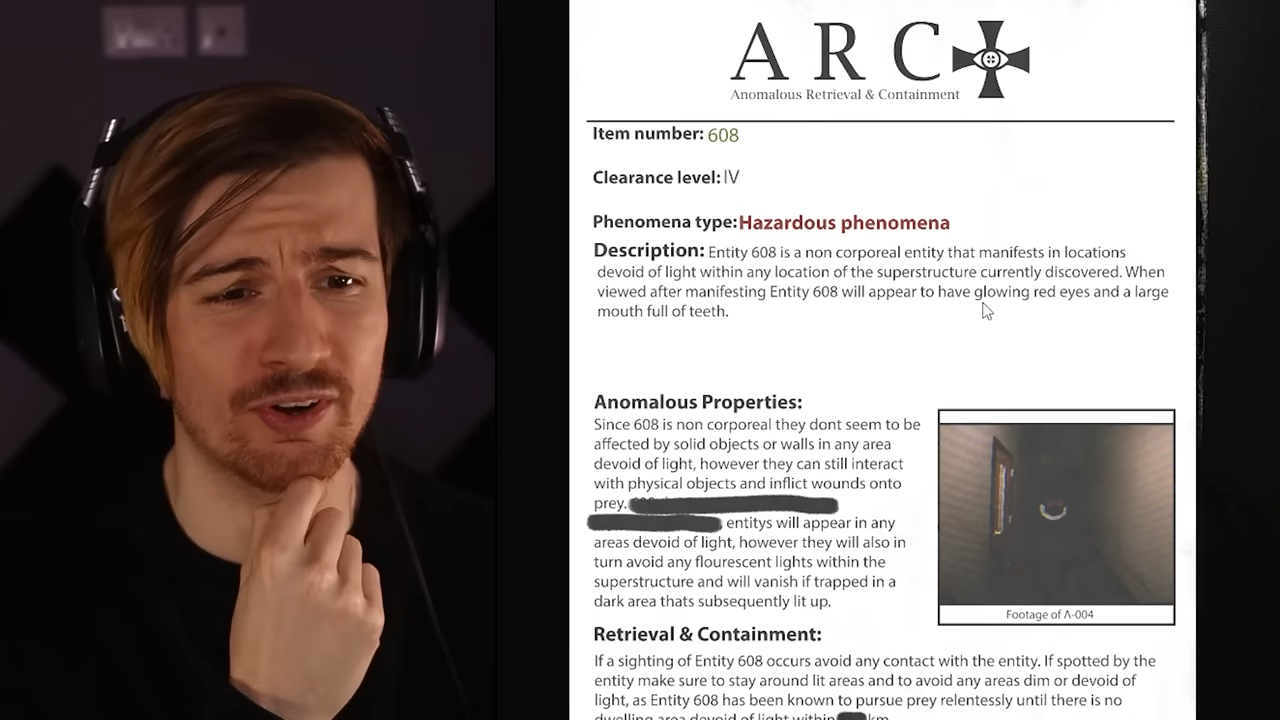 ARC
Anomalous Retrieval & Containment
Item number: 608
Clearance level: IV
Phenomena type: Hazardous phenomena
Description: Entity 608 is a non corporeal entity that manifests in locations
devoid of light within any location of the superstructure currently discovered. When
viewed after manifesting Entity 608 will appear to have glowing red eyes and a large
mouth full of teeth.
Anomalous Properties:
Since 608 is non corporeal they dont seem to be
affected by solid objects or walls in any area
devoid of light, however they can still interact
with physical objects and inflict wounds onto
prey.
entitys will appear in any
areas devoid of light, however they will also in
turn avoid any flourescent lights within the
superstructure and will vanish if trapped in a
dark area thats subsequently lit up.
Footage of Λ-004
Retrieval & Containment:
If a sighting of Entity 608 occurs avoid any contact with the entity. If spotted by the
entity make sure to stay around lit areas and to avoid any areas dim or devoid of
light, as Entity 608 has been known to pursue prey relentlessly until there is no
dwelling area devoid of light within km